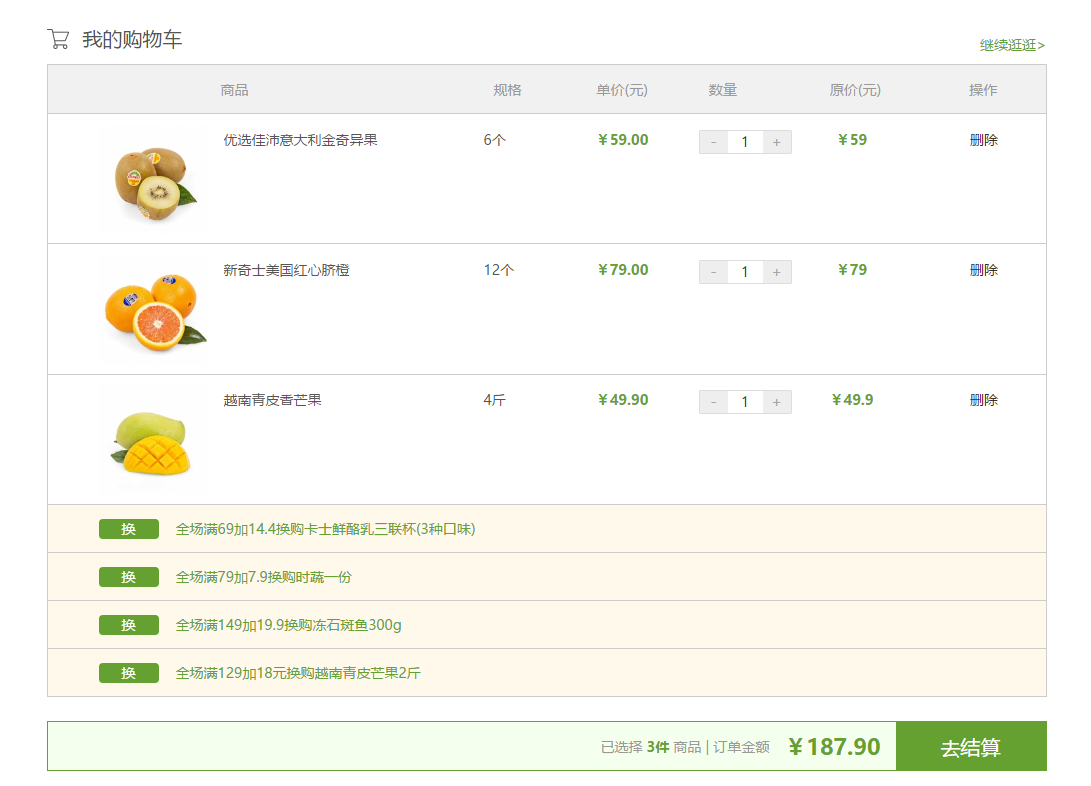 我的购物车
继续逛逛>
商品 规格 单价(元) 数量 原价(元) 操作
优选佳沛意大利金奇异果 6个 ¥59.00 - 1 + ¥59 删除
新奇士美国红心脐橙 12个 ¥79.00 - 1 + ¥79 删除
越南青皮香芒果 4斤 ¥49.90 - 1 + ¥49.9 删除
换 全场满69加14.4换购卡士鲜酪乳三联杯(3种口味)
换 全场满79加7.9换购时蔬一份
换 全场满149加19.9换购冻石斑鱼300g
换 全场满129加18元换购越南青皮芒果2斤
已选择 3件 商品 | 订单金额 ¥187.90 去结算